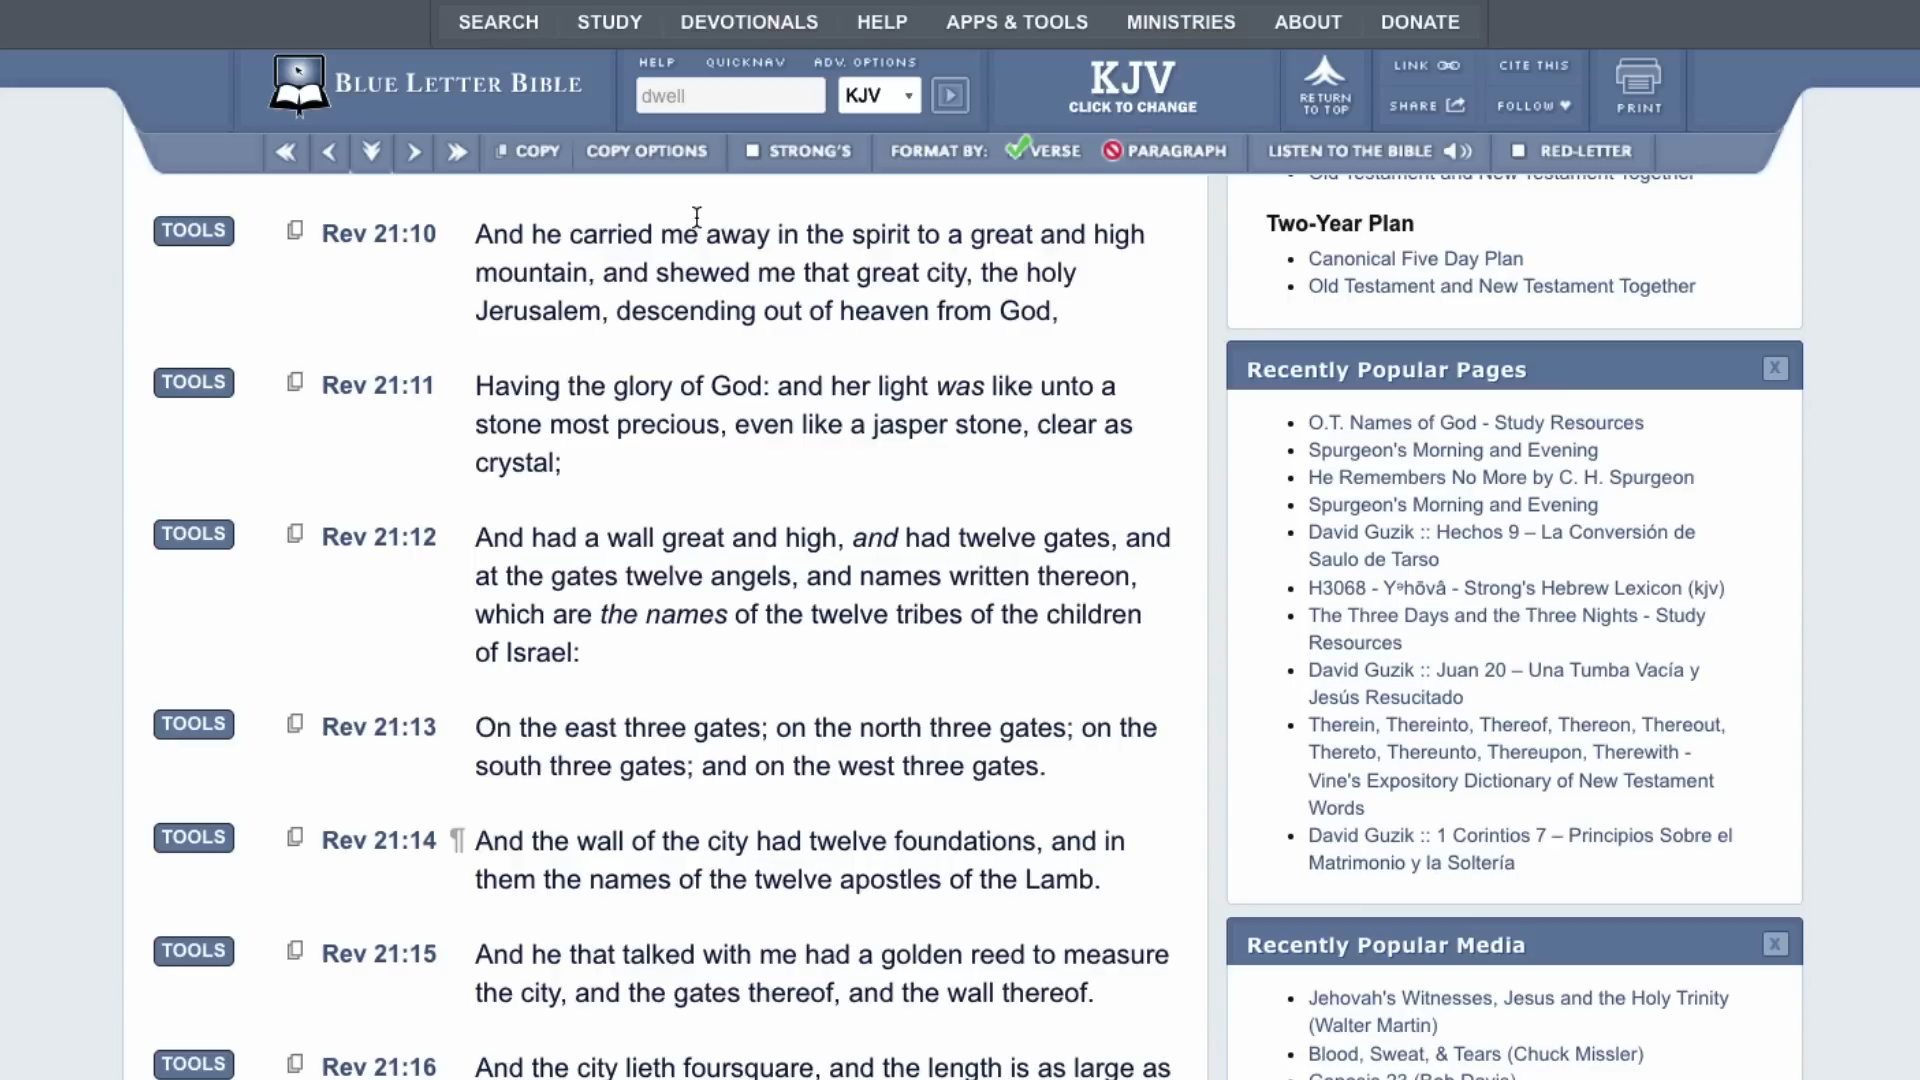 SEARCH STUDY DEVOTIONALS HELP APPS & TOOLS MINISTRIES ABOUT DONATE
BLUE LETTER BIBLE
HELP QUICKNAV ADV. OPTIONS
dwell KJV
KJV
CLICK TO CHANGE
RETURN
TO TOP
LINK CITE THIS
SHARE FOLLOW
PRINT
COPY COPY OPTIONS STRONG'S FORMAT BY: VERSE PARAGRAPH LISTEN TO THE BIBLE RED-LETTER
TOOLS Rev 21:10 And he carried me away in the spirit to a great and high
mountain, and shewed me that great city, the holy
Jerusalem, descending out of heaven from God,
TOOLS Rev 21:11 Having the glory of God: and her light was like unto a
stone most precious, even like a jasper stone, clear as
crystal;
TOOLS Rev 21:12 And had a wall great and high, and had twelve gates, and
at the gates twelve angels, and names written thereon,
which are the names of the twelve tribes of the children
of Israel:
TOOLS Rev 21:13 On the east three gates; on the north three gates; on the
south three gates; and on the west three gates.
TOOLS Rev 21:14 ¶ And the wall of the city had twelve foundations, and in
them the names of the twelve apostles of the Lamb.
TOOLS Rev 21:15 And he that talked with me had a golden reed to measure
the city, and the gates thereof, and the wall thereof.
TOOLS Rev 21:16 And the city lieth foursquare, and the length is as large as
Old Testament and New Testament Together
Two-Year Plan
• Canonical Five Day Plan
• Old Testament and New Testament Together
Recently Popular Pages X
• O.T. Names of God - Study Resources
• Spurgeon's Morning and Evening
• He Remembers No More by C. H. Spurgeon
• Spurgeon's Morning and Evening
• David Guzik :: Hechos 9 – La Conversión de
Saulo de Tarso
• H3068 - Yᵊhōvâ - Strong's Hebrew Lexicon (kjv)
• The Three Days and the Three Nights - Study
Resources
• David Guzik :: Juan 20 – Una Tumba Vacía y
Jesús Resucitado
• Therein, Thereinto, Thereof, Thereon, Thereout,
Thereto, Thereunto, Thereupon, Therewith -
Vine's Expository Dictionary of New Testament
Words
• David Guzik :: 1 Corintios 7 – Principios Sobre el
Matrimonio y la Soltería
Recently Popular Media X
• Jehovah's Witnesses, Jesus and the Holy Trinity
(Walter Martin)
• Blood, Sweat, & Tears (Chuck Missler)